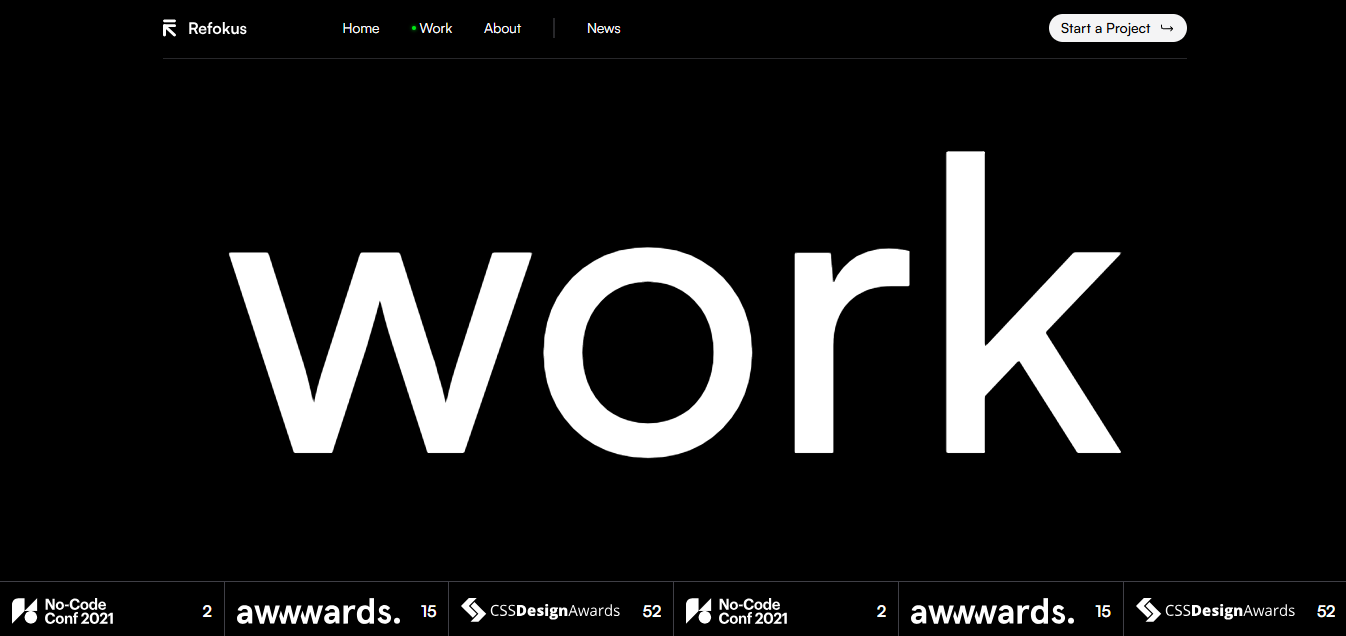 Refokus Home Work About News Start a Project
work
No-Code Conf 2021 2 awwwards. 15 CSSDesignAwards 52 No-Code Conf 2021 2 awwwards. 15 CSSDesignAwards 52